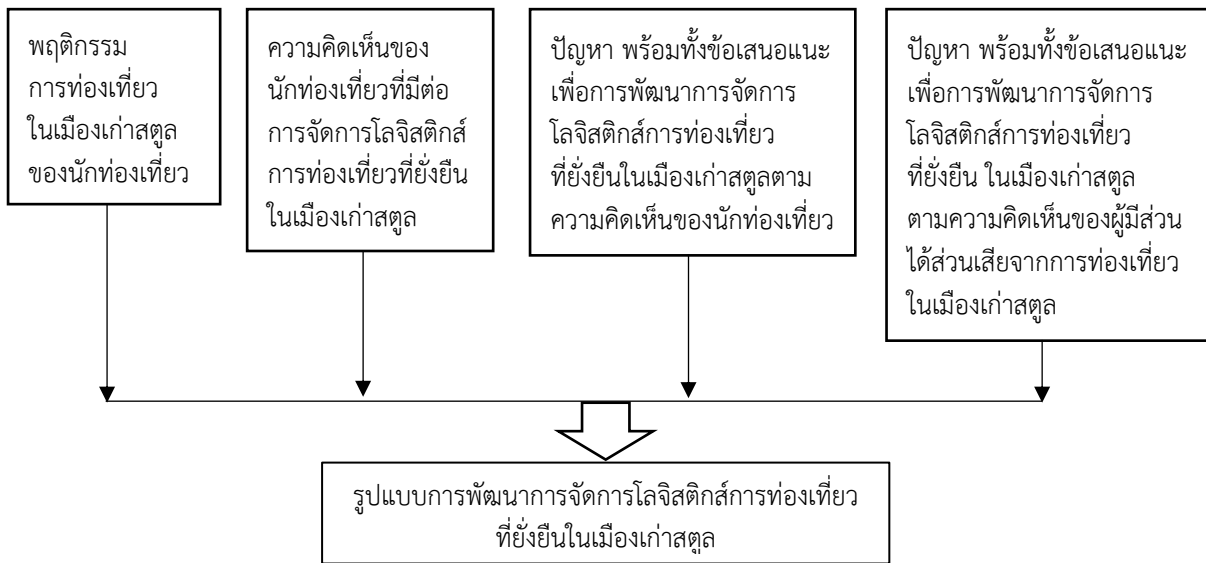 พฤติกรรม
การท่องเที่ยว
ในเมืองเก่าสตูล
ของนักท่องเที่ยว
ความคิดเห็นของ
นักท่องเที่ยวที่มีต่อ
การจัดการโลจิสติกส์
การท่องเที่ยวที่ยั่งยืน
ในเมืองเก่าสตูล
ปัญหา พร้อมทั้งข้อเสนอแนะ
เพื่อการพัฒนาการจัดการ
โลจิสติกส์การท่องเที่ยว
ที่ยั่งยืนในเมืองเก่าสตูลตาม
ความคิดเห็นของนักท่องเที่ยว
ปัญหา พร้อมทั้งข้อเสนอแนะ
เพื่อการพัฒนาการจัดการ
โลจิสติกส์การท่องเที่ยว
ที่ยั่งยืน ในเมืองเก่าสตูล
ตามความคิดเห็นของผู้มีส่วน
ได้ส่วนเสียจากการท่องเที่ยว
ในเมืองเก่าสตูล
รูปแบบการพัฒนาการจัดการโลจิสติกส์การท่องเที่ยว
ที่ยั่งยืนในเมืองเก่าสตูล